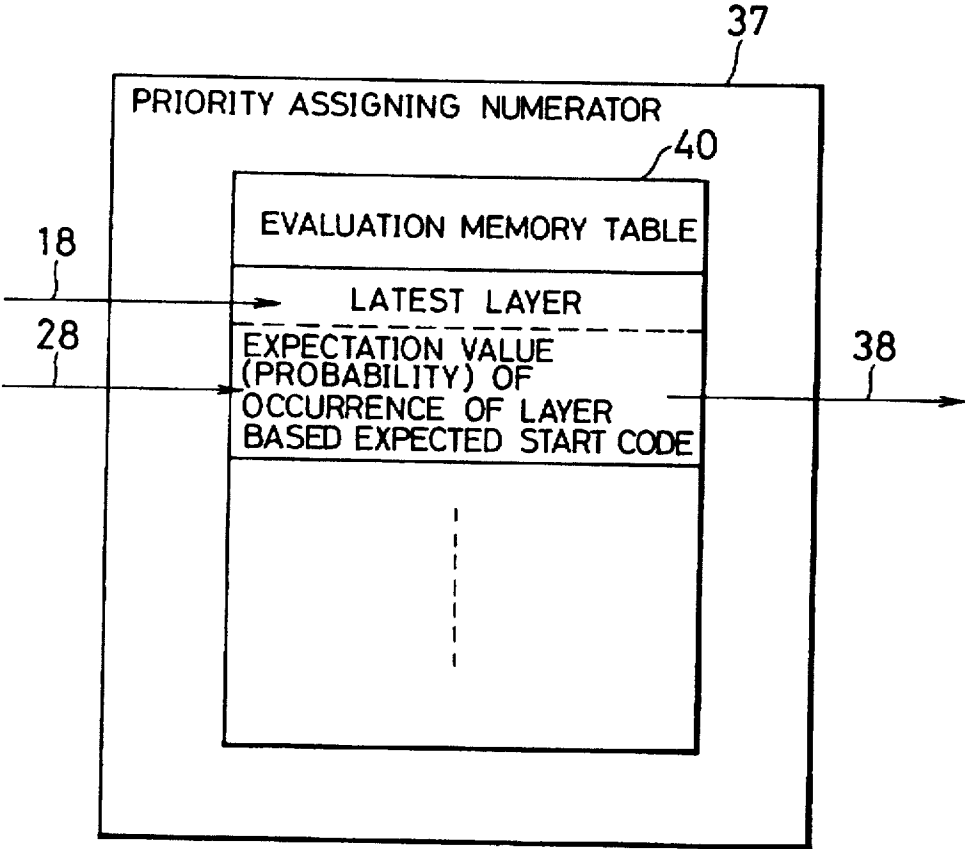 37
PRIORITY ASSIGNING NUMERATOR
40
EVALUATION MEMORY TABLE
18
LATEST LAYER
28
EXPECTATION VALUE
(PROBABILITY) OF
OCCURRENCE OF LAYER
BASED EXPECTED START CODE
38